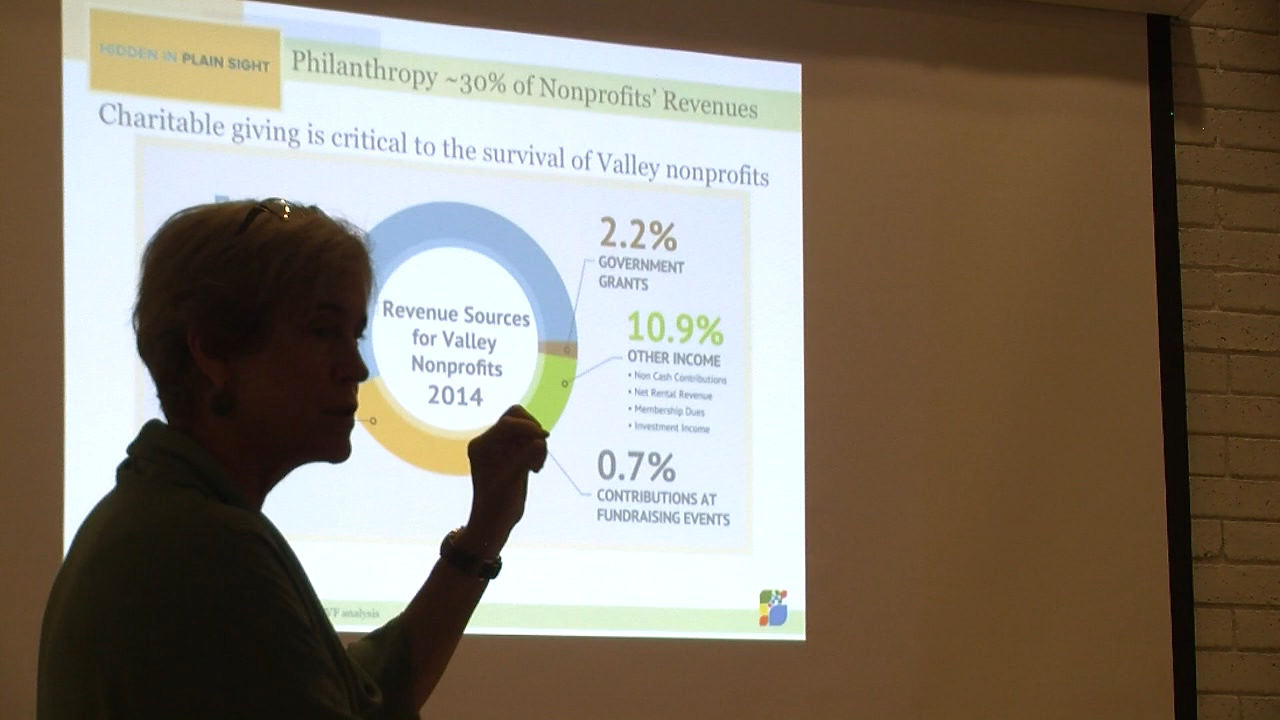 HIDDEN IN PLAIN SIGHT
Philanthropy ~30% of Nonprofits' Revenues
Charitable giving is critical to the survival of Valley nonprofits
Revenue Sources
for Valley
Nonprofits
2014
2.2%
GOVERNMENT
GRANTS
10.9%
OTHER INCOME
• Non Cash Contributions
• Net Rental Revenue
• Membership Dues
• Investment Income
0.7%
CONTRIBUTIONS AT
FUNDRAISING EVENTS
analysis